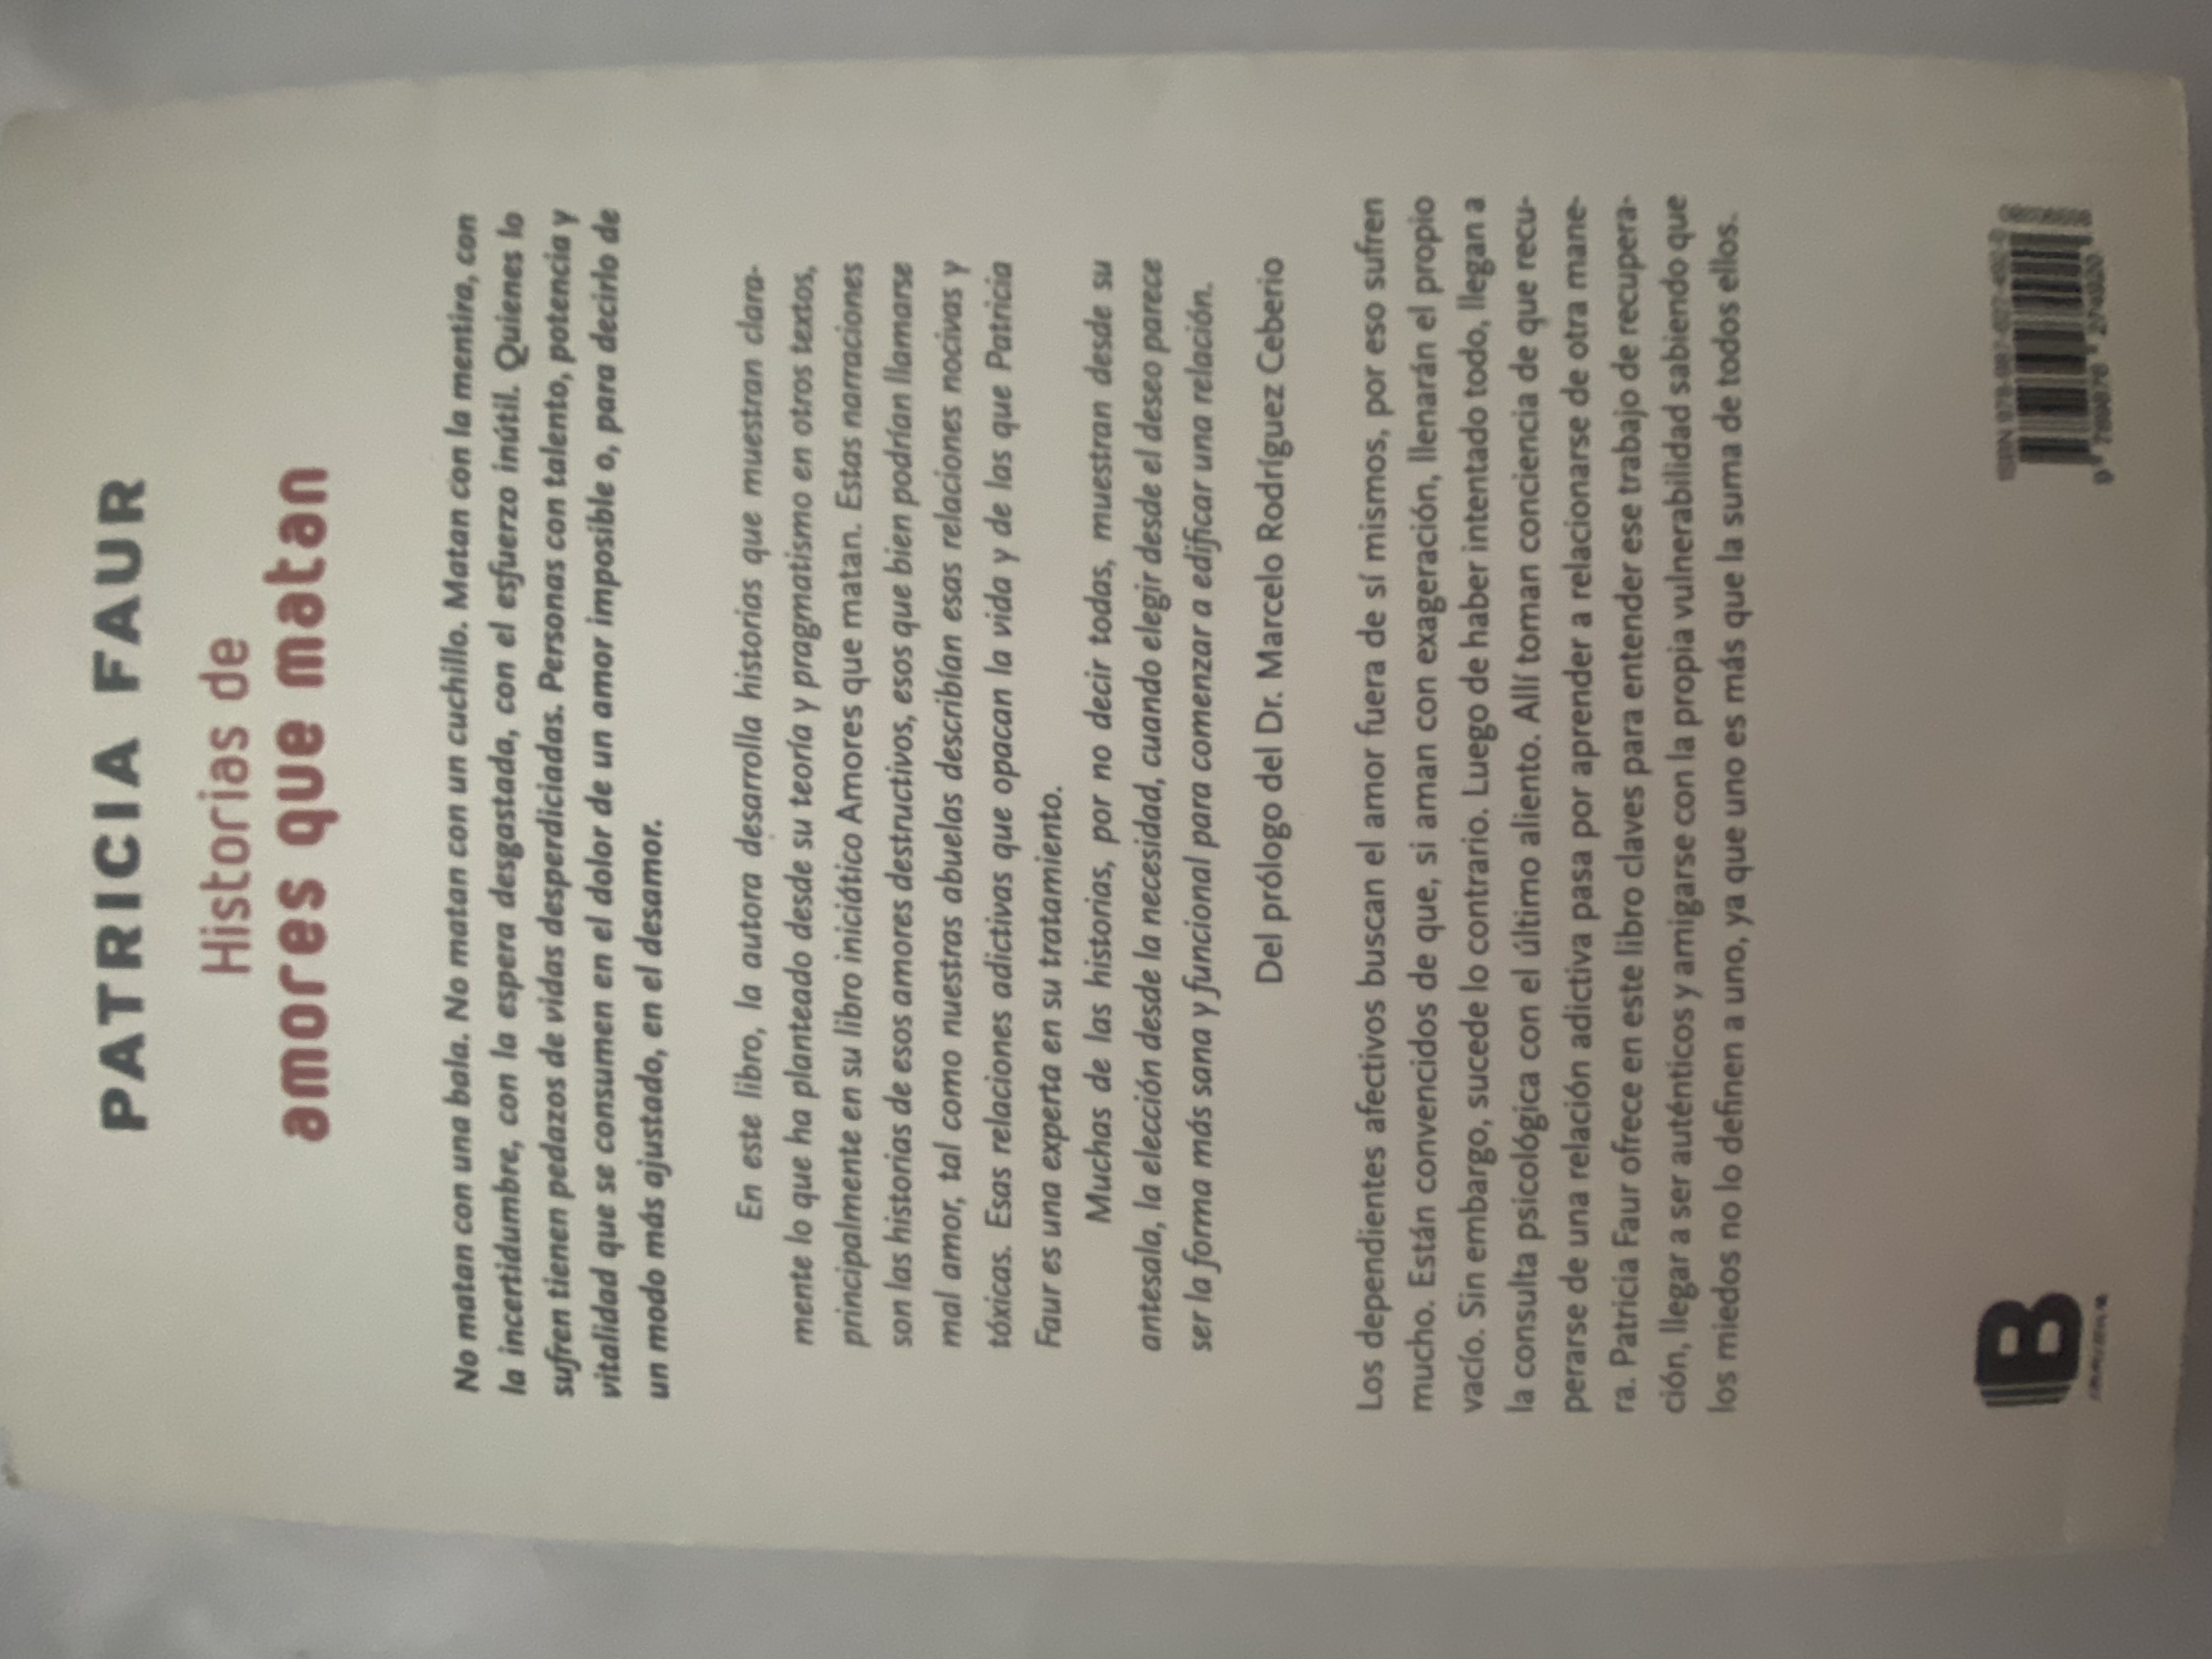 PATRICIA FAUR
Historias de
amores que matan
No matan con una bala. No matan con un cuchillo. Matan con la mentira, con
la incertidumbre, con la espera desgastada, con el esfuerzo inútil. Quienes lo
sufren tienen pedazos de vidas desperdiciadas. Personas con talento, potencia y
vitalidad que se consumen en el dolor de un amor imposible o, para decirlo de
un modo más ajustado, en el desamor.
En este libro, la autora desarrolla historias que muestran clara-
mente lo que ha planteado desde su teoría y pragmatismo en otros textos,
principalmente en su libro iniciático Amores que matan. Estas narraciones
son las historias de esos amores destructivos, esos que bien podrían llamarse
mal amor, tal como nuestras abuelas describían esas relaciones nocivas y
tóxicas. Esas relaciones adictivas que opacan la vida y de las que Patricia
Faur es una experta en su tratamiento.
Muchas de las historias, por no decir todas, muestran desde su
antesala, la elección desde la necesidad, cuando elegir desde el deseo parece
ser la forma más sana y funcional para comenzar a edificar una relación.
Del prólogo del Dr. Marcelo Rodríguez Ceberio
Los dependientes afectivos buscan el amor fuera de sí mismos, por eso sufren
mucho. Están convencidos de que, si aman con exageración, llenarán el propio
vacío. Sin embargo, sucede lo contrario. Luego de haber intentado todo, llegan a
la consulta psicológica con el último aliento. Allí toman conciencia de que recu-
perarse de una relación adictiva pasa por aprender a relacionarse de otra mane-
ra. Patricia Faur ofrece en este libro claves para entender ese trabajo de recupera-
ción, llegar a ser auténticos y amigarse con la propia vulnerabilidad sabiendo que
los miedos no lo definen a uno, ya que uno es más que la suma de todos ellos.
B
ISBN 978-987-627-492-0
9 789876 274920